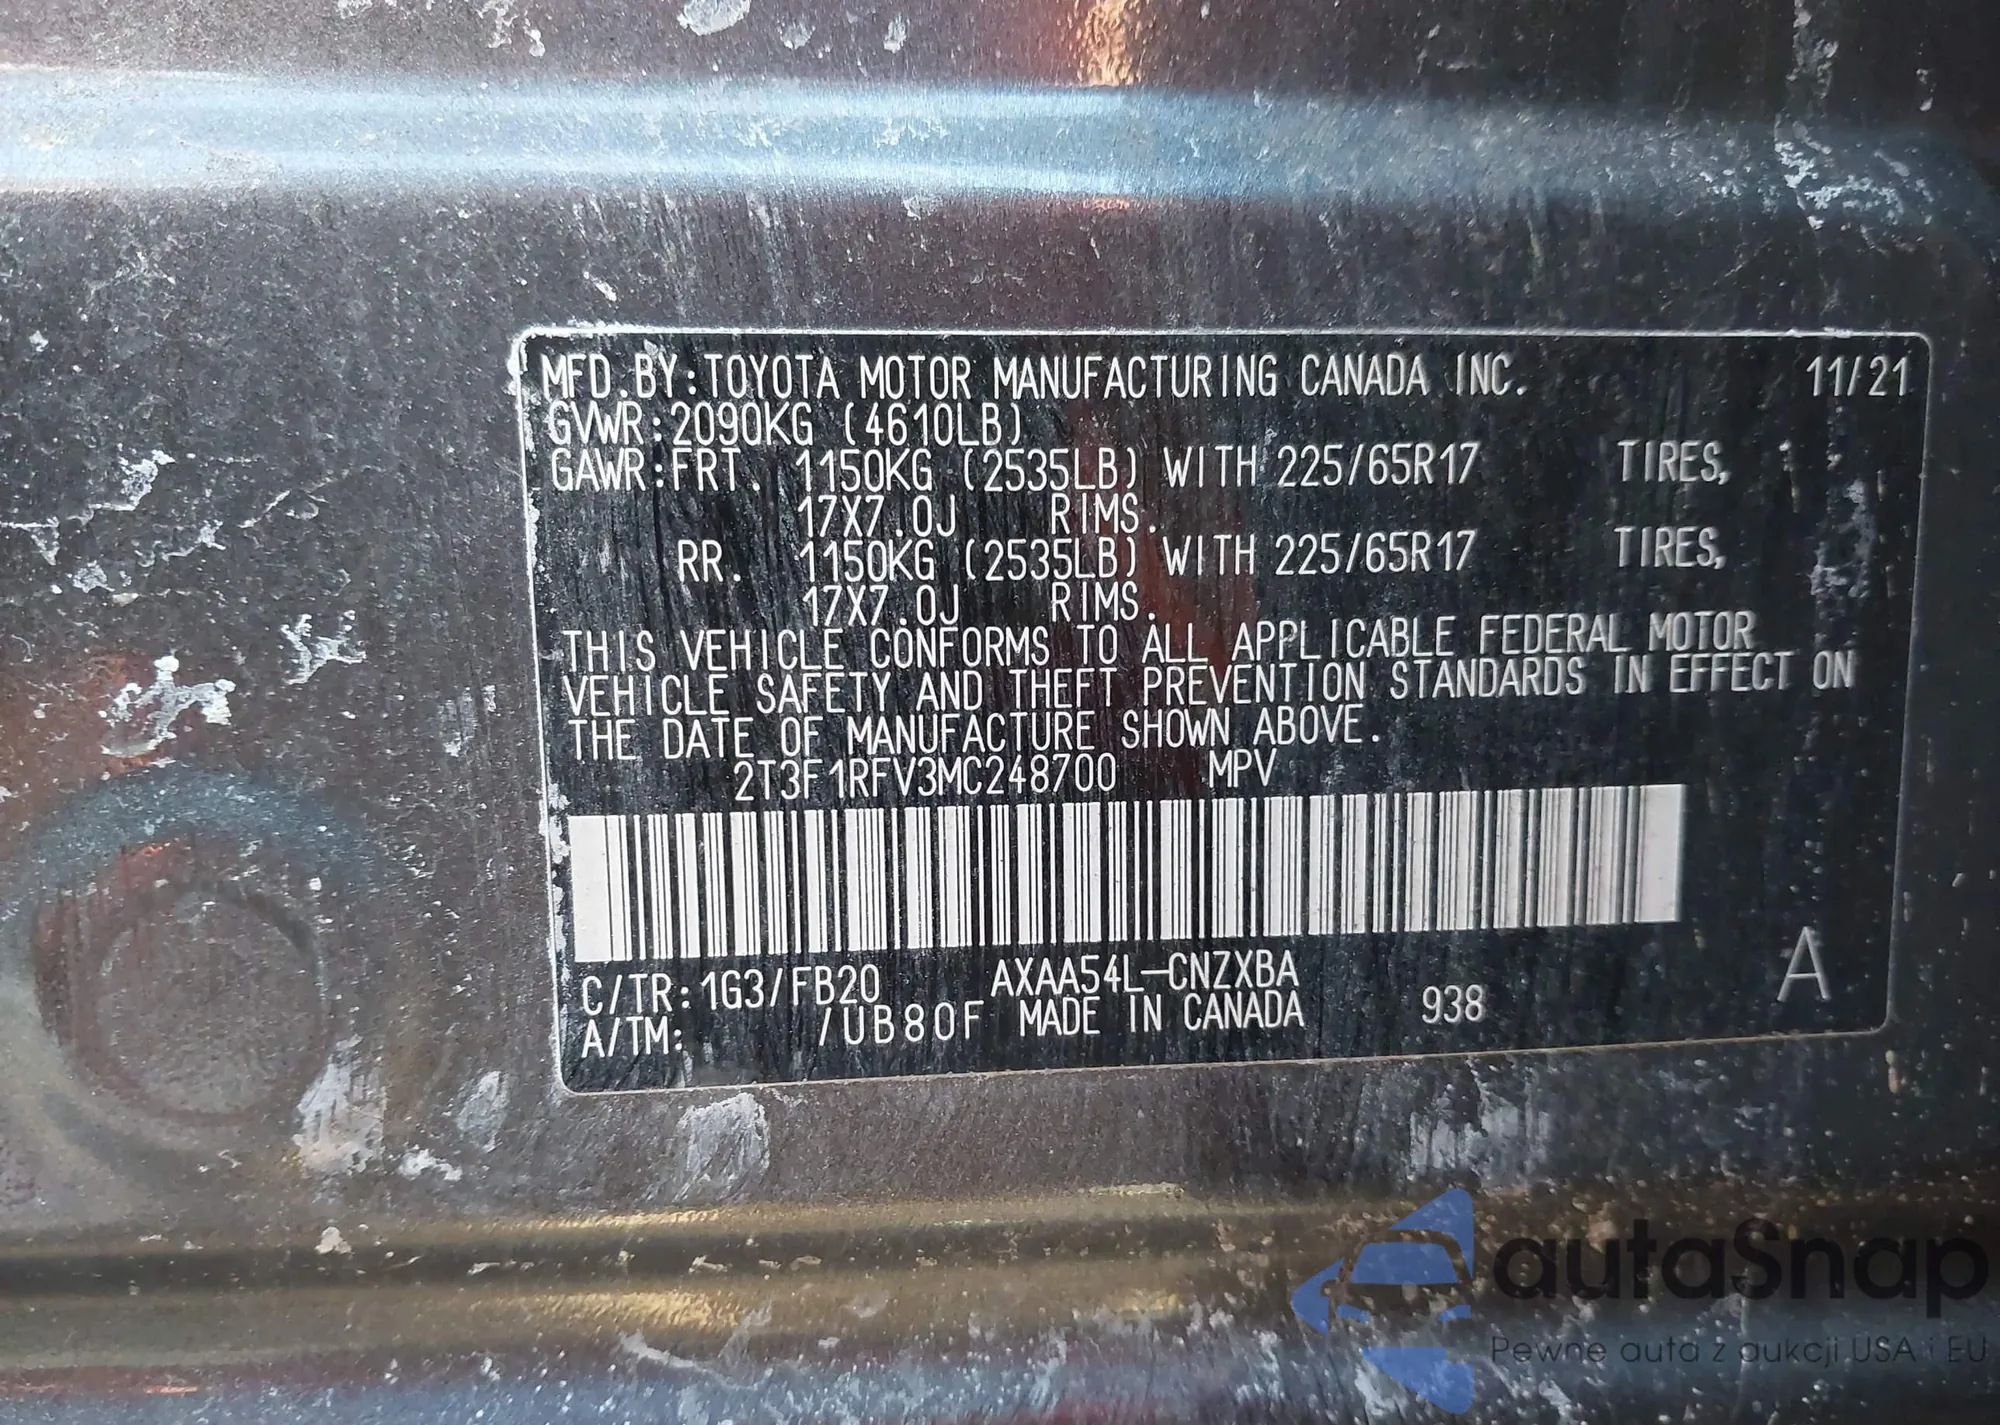 MFD.BY:TOYOTA MOTOR MANUFACTURING CANADA INC. 11/21
GVWR:2090KG (4610LB)
GAWR:FRT. 1150KG (2535LB) WITH 225/65R17 TIRES,
17X7.0J RIMS.
RR. 1150KG (2535LB) WITH 225/65R17 TIRES,
17X7.0J RIMS.
THIS VEHICLE CONFORMS TO ALL APPLICABLE FEDERAL MOTOR
VEHICLE SAFETY AND THEFT PREVENTION STANDARDS IN EFFECT ON
THE DATE OF MANUFACTURE SHOWN ABOVE.
2T3F1RFV3MC248700 MPV
C/TR:1G3/FB20 AXAA54L-CNZXBA A
A/TM: /UB80F MADE IN CANADA 938
autaSnap
Pewne auta z aukcji USA i EU